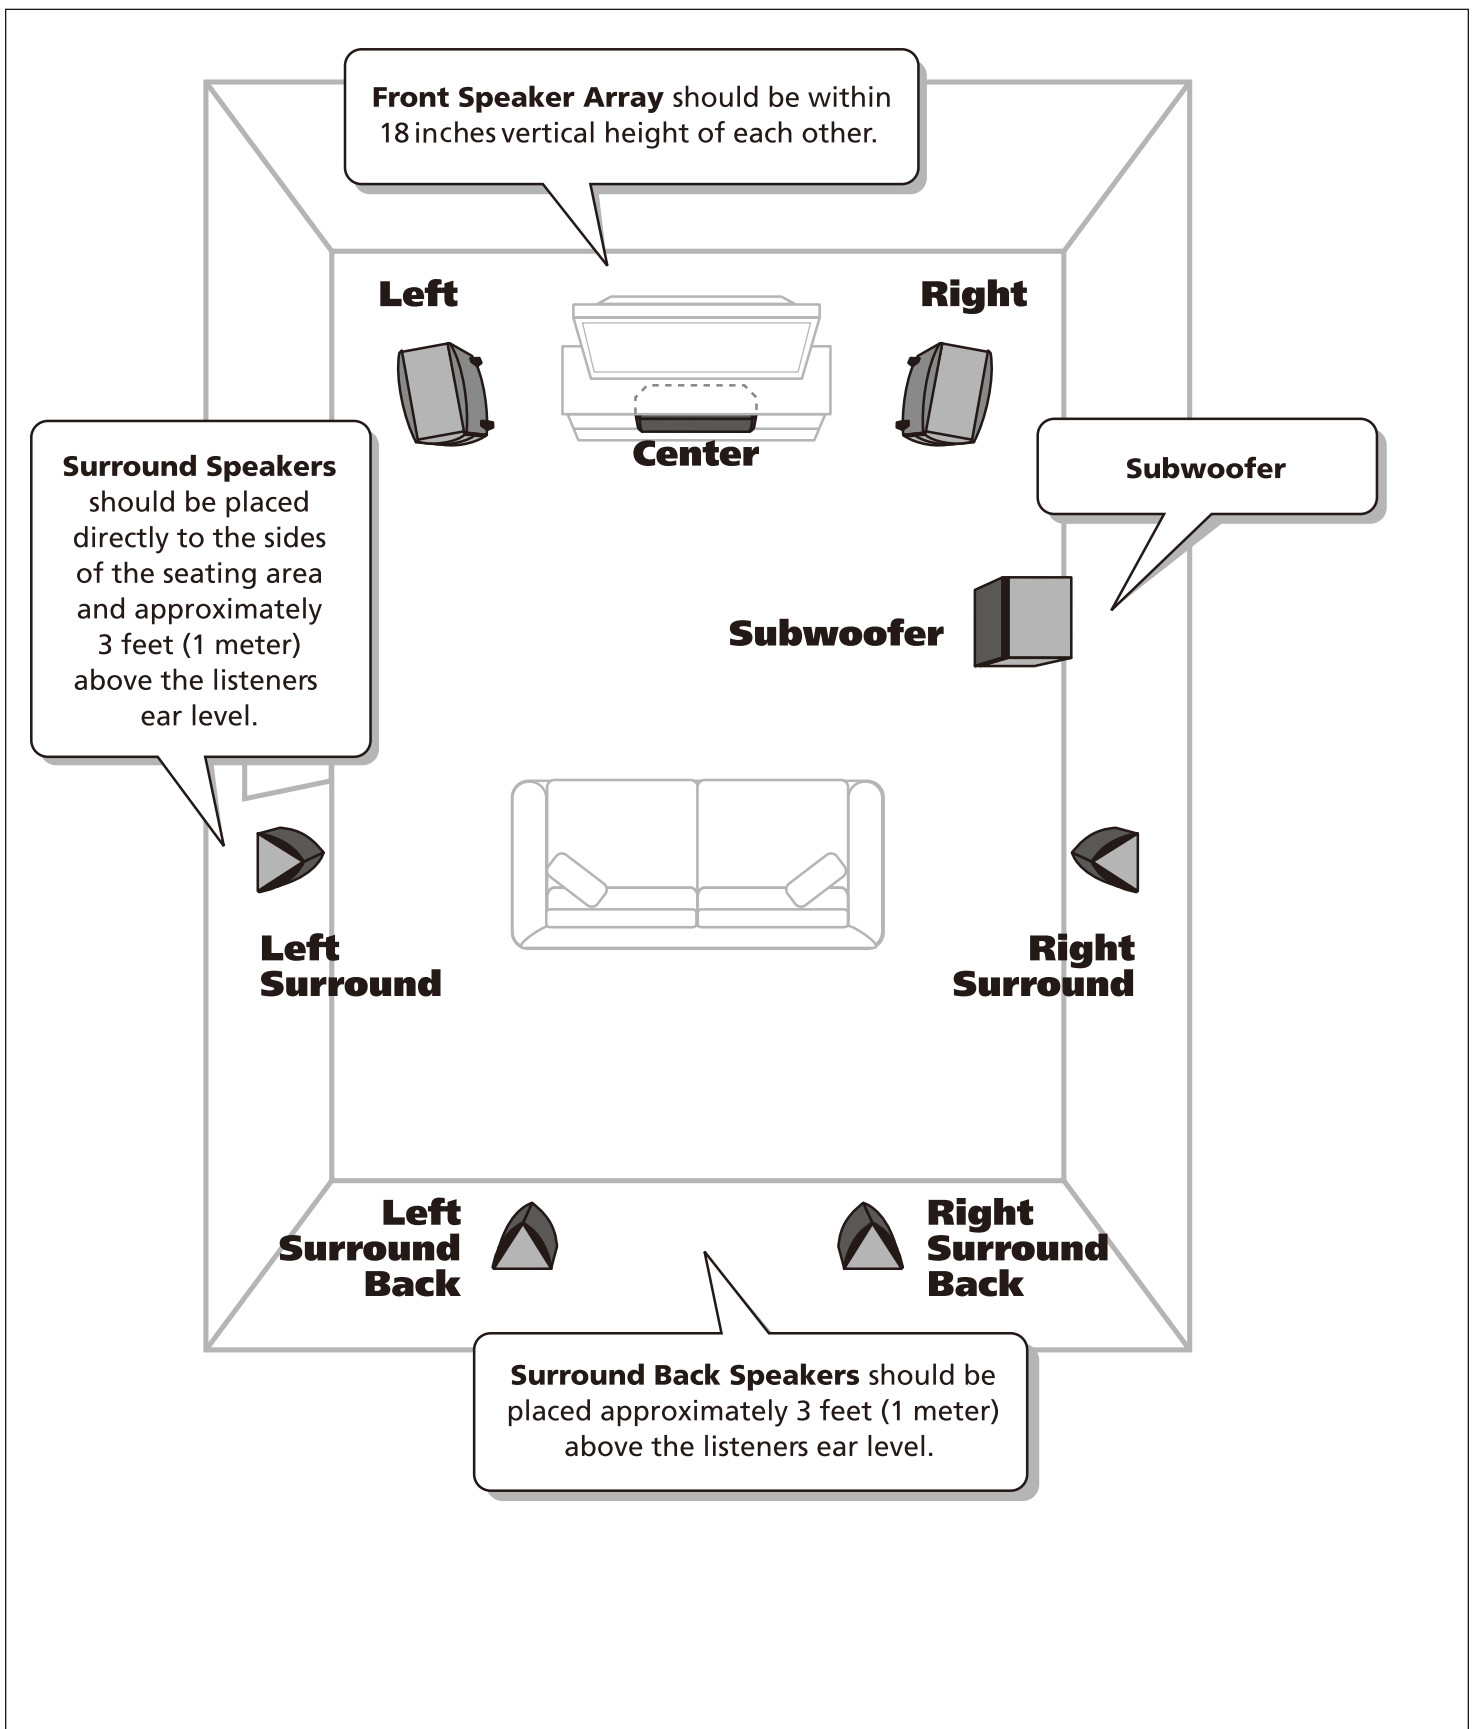 Front Speaker Array should be within
18 inches vertical height of each other.
Left
Right
Center
Surround Speakers
should be placed
directly to the sides
of the seating area
and approximately
3 feet (1 meter)
above the listeners
ear level.
Subwoofer
Subwoofer
Left
Surround
Right
Surround
Left
Surround
Back
Right
Surround
Back
Surround Back Speakers should be
placed approximately 3 feet (1 meter)
above the listeners ear level.